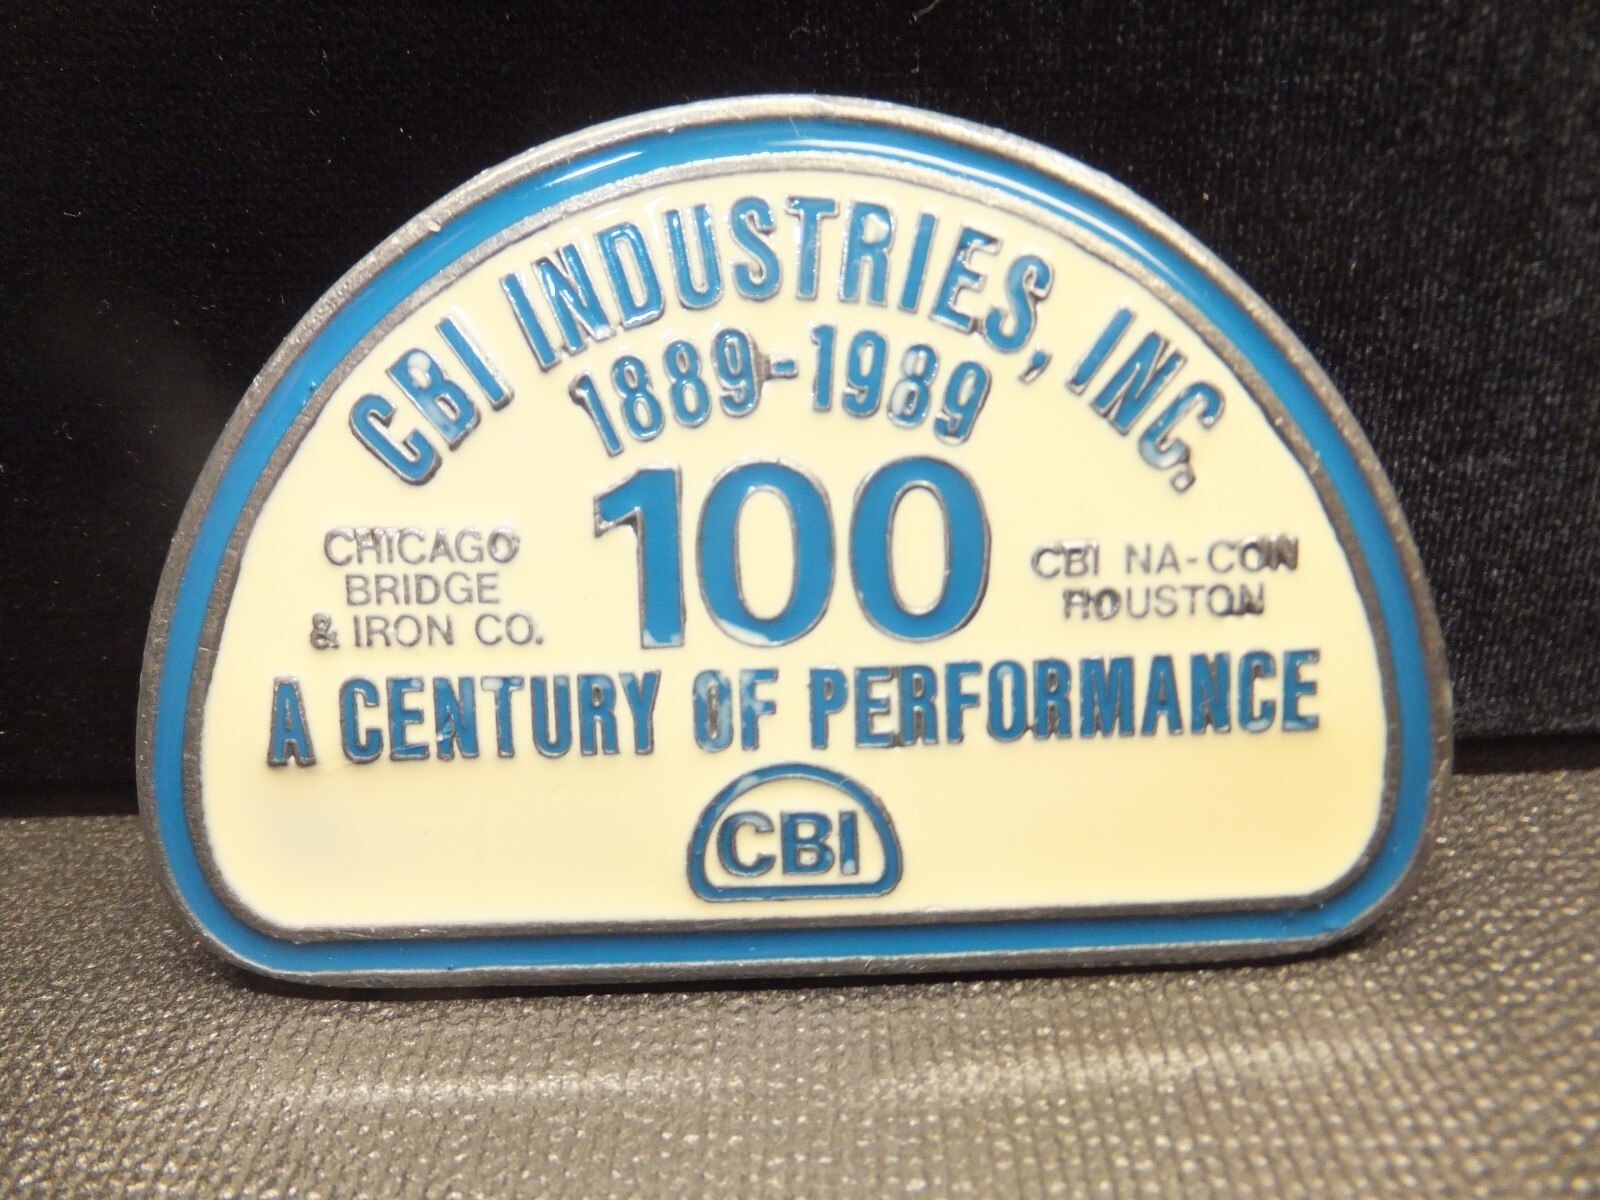 CBI INDUSTRIES, INC.
1889-1989
100
CHICAGO
BRIDGE
& IRON CO.
CBI NA-CON
HOUSTON
A CENTURY OF PERFORMANCE
CBI